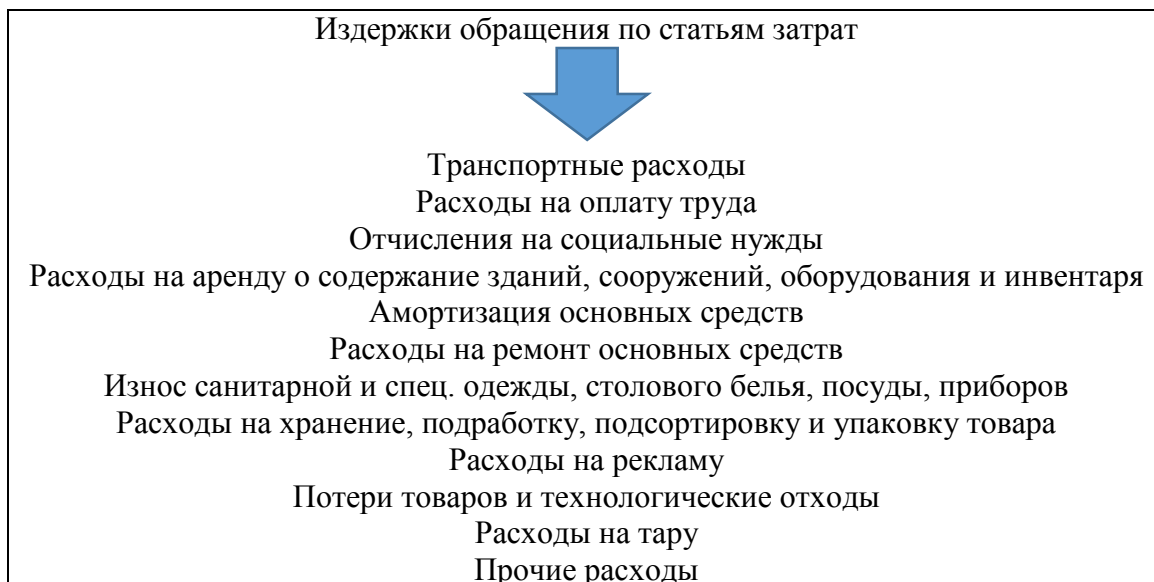 Издержки обращения по статьям затрат
Транспортные расходы
Расходы на оплату труда
Отчисления на социальные нужды
Расходы на аренду о содержание зданий, сооружений, оборудования и инвентаря
Амортизация основных средств
Расходы на ремонт основных средств
Износ санитарной и спец. одежды, столового белья, посуды, приборов
Расходы на хранение, подработку, подсортировку и упаковку товара
Расходы на рекламу
Потери товаров и технологические отходы
Расходы на тару
Прочие расходы